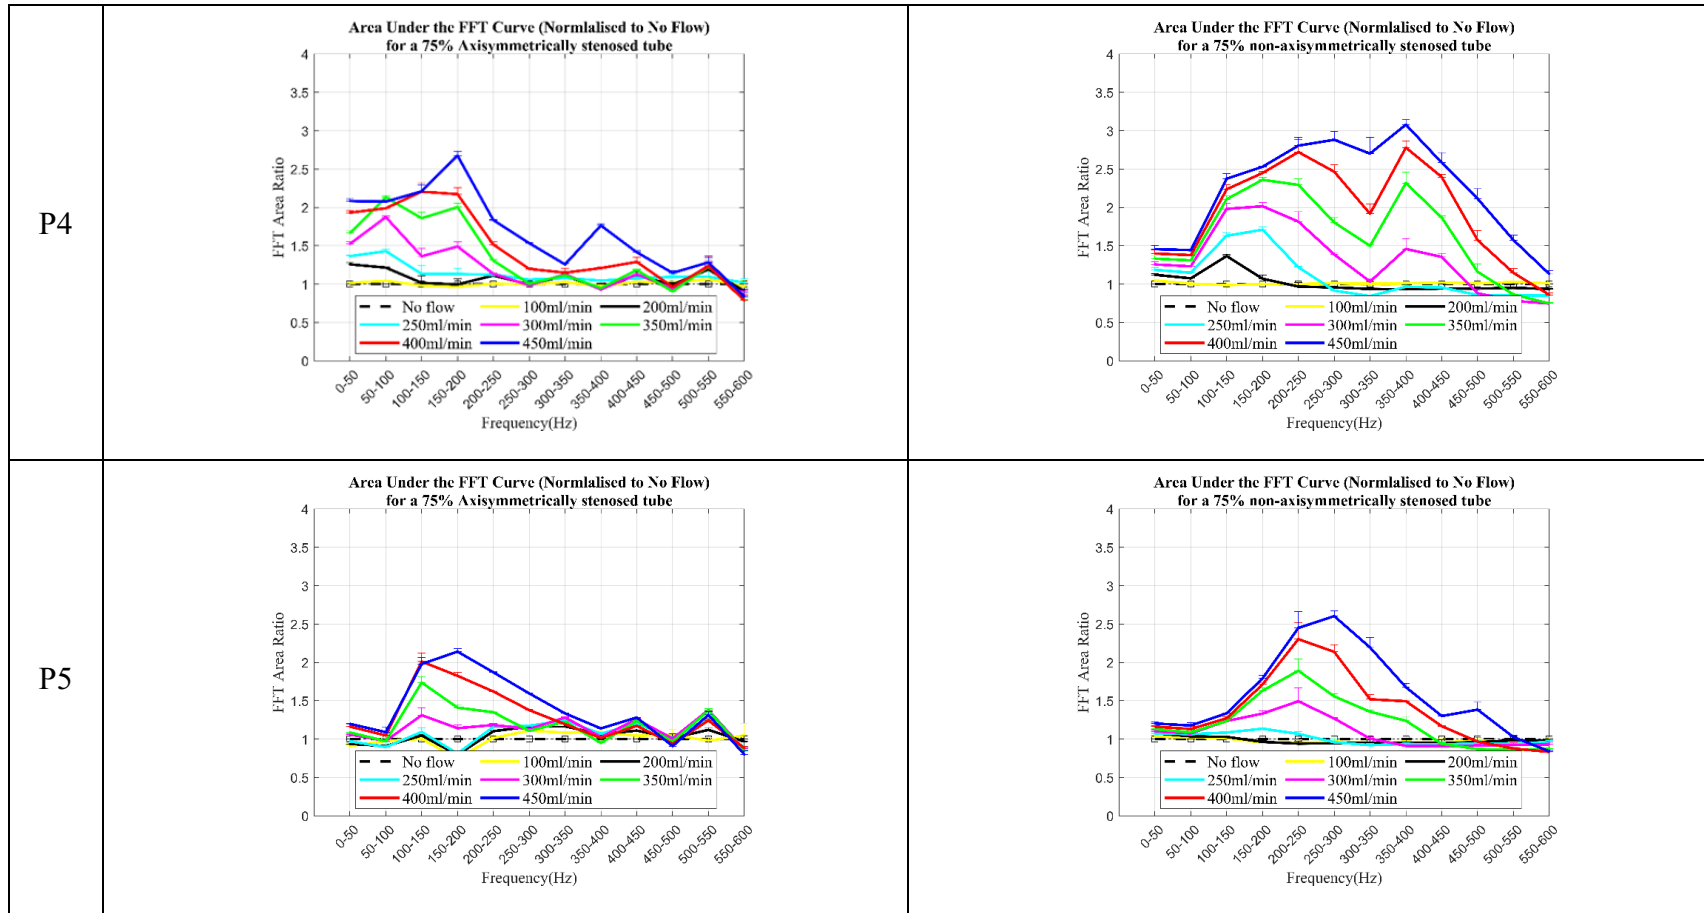 P4
Area Under the FFT Curve (Normlalised to No Flow)
for a 75% Axisymmetrically stenosed tube
4
3.5
3
2.5
2
1.5
1
0.5
0
FFT Area Ratio
No flow 100ml/min 200ml/min
250ml/min 300ml/min 350ml/min
400ml/min 450ml/min
0-50 50-100 100-150 150-200 200-250 250-300 300-350 350-400 400-450 450-500 500-550 550-600
Frequency(Hz)
Area Under the FFT Curve (Normlalised to No Flow)
for a 75% non-axisymmetrically stenosed tube
4
3.5
3
2.5
2
1.5
1
0.5
0
FFT Area Ratio
No flow 100ml/min 200ml/min
250ml/min 300ml/min 350ml/min
400ml/min 450ml/min
0-50 50-100 100-150 150-200 200-250 250-300 300-350 350-400 400-450 450-500 500-550 550-600
Frequency(Hz)
P5
Area Under the FFT Curve (Normlalised to No Flow)
for a 75% Axisymmetrically stenosed tube
4
3.5
3
2.5
2
1.5
1
0.5
0
FFT Area Ratio
No flow 100ml/min 200ml/min
250ml/min 300ml/min 350ml/min
400ml/min 450ml/min
0-50 50-100 100-150 150-200 200-250 250-300 300-350 350-400 400-450 450-500 500-550 550-600
Frequency(Hz)
Area Under the FFT Curve (Normlalised to No Flow)
for a 75% non-axisymmetrically stenosed tube
4
3.5
3
2.5
2
1.5
1
0.5
0
FFT Area Ratio
No flow 100ml/min 200ml/min
250ml/min 300ml/min 350ml/min
400ml/min 450ml/min
0-50 50-100 100-150 150-200 200-250 250-300 300-350 350-400 400-450 450-500 500-550 550-600
Frequency(Hz)